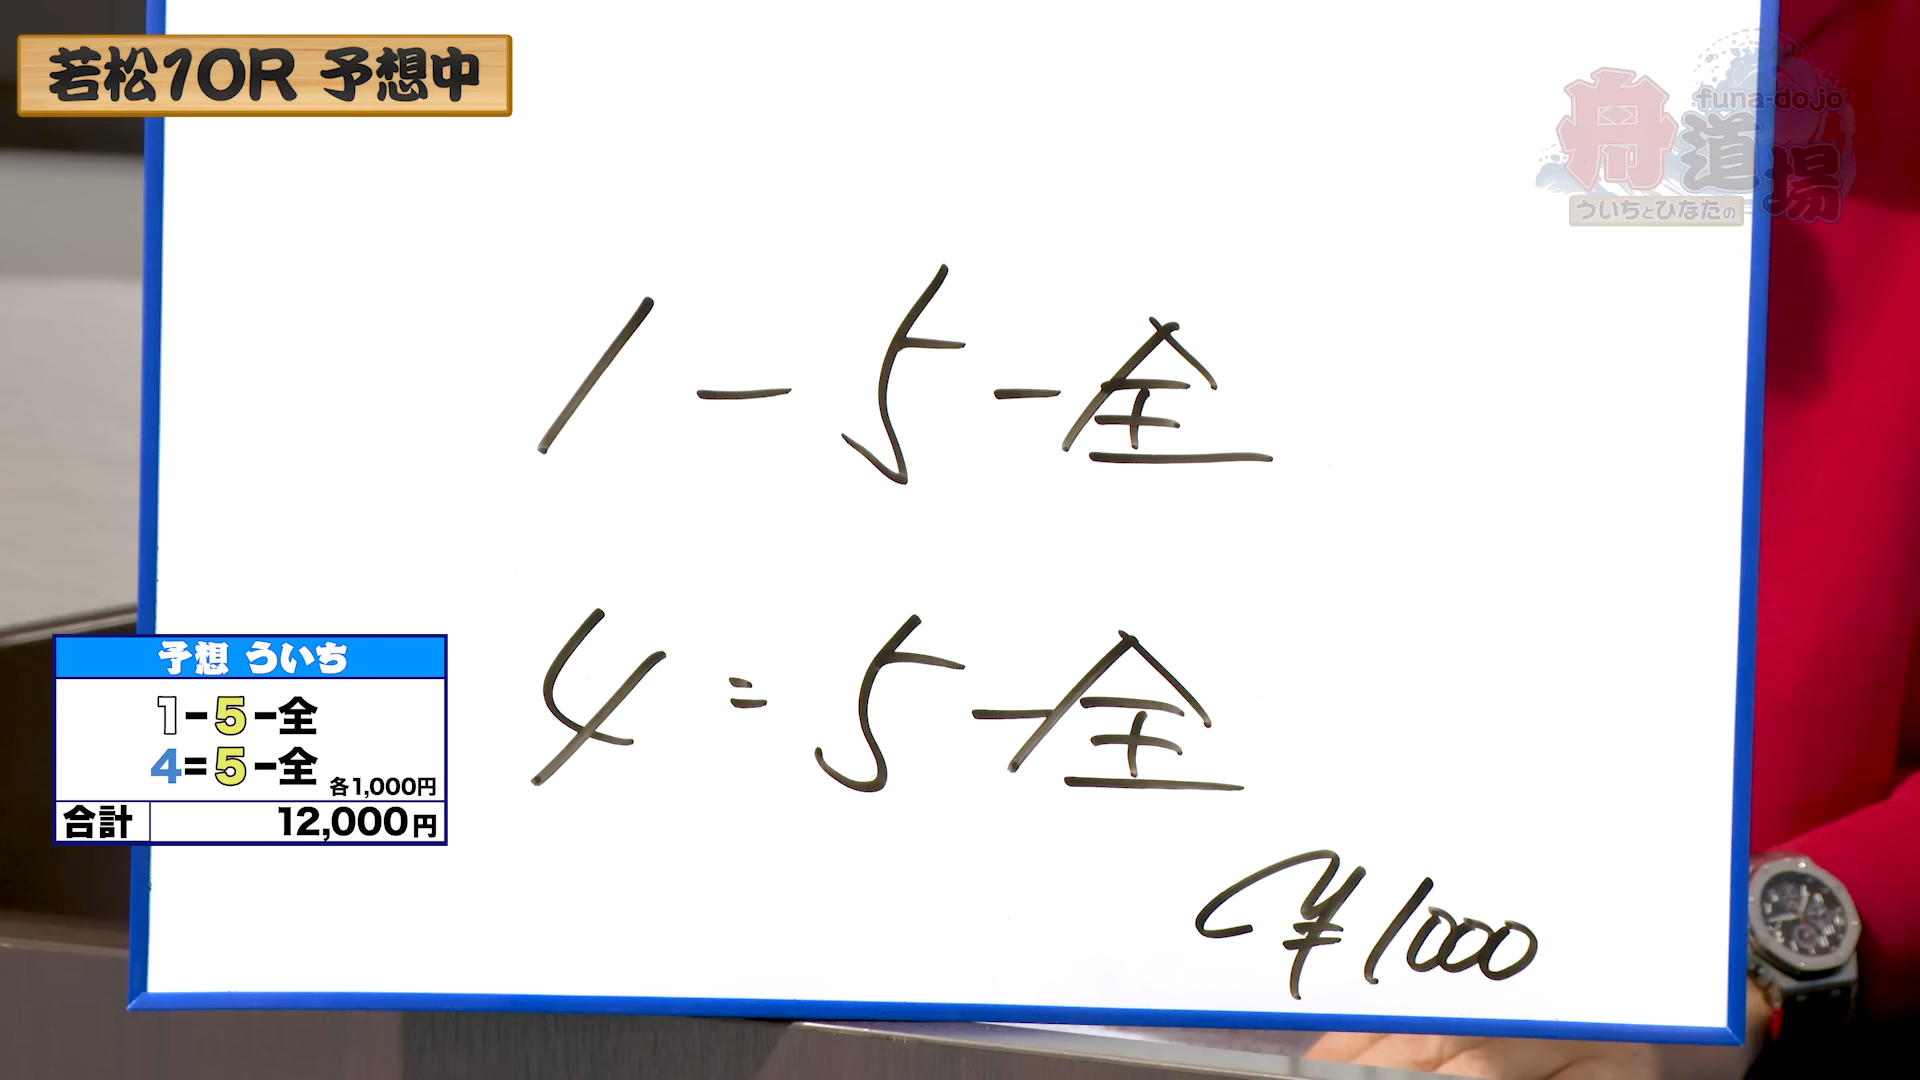 若松10R 予想中
funa-dojo
舟道場
ういちとひなたの
1-5-全
4=5-全
@¥1000
予想 ういち
1-5-全
4=5-全
各1,000円
合計 12,000円